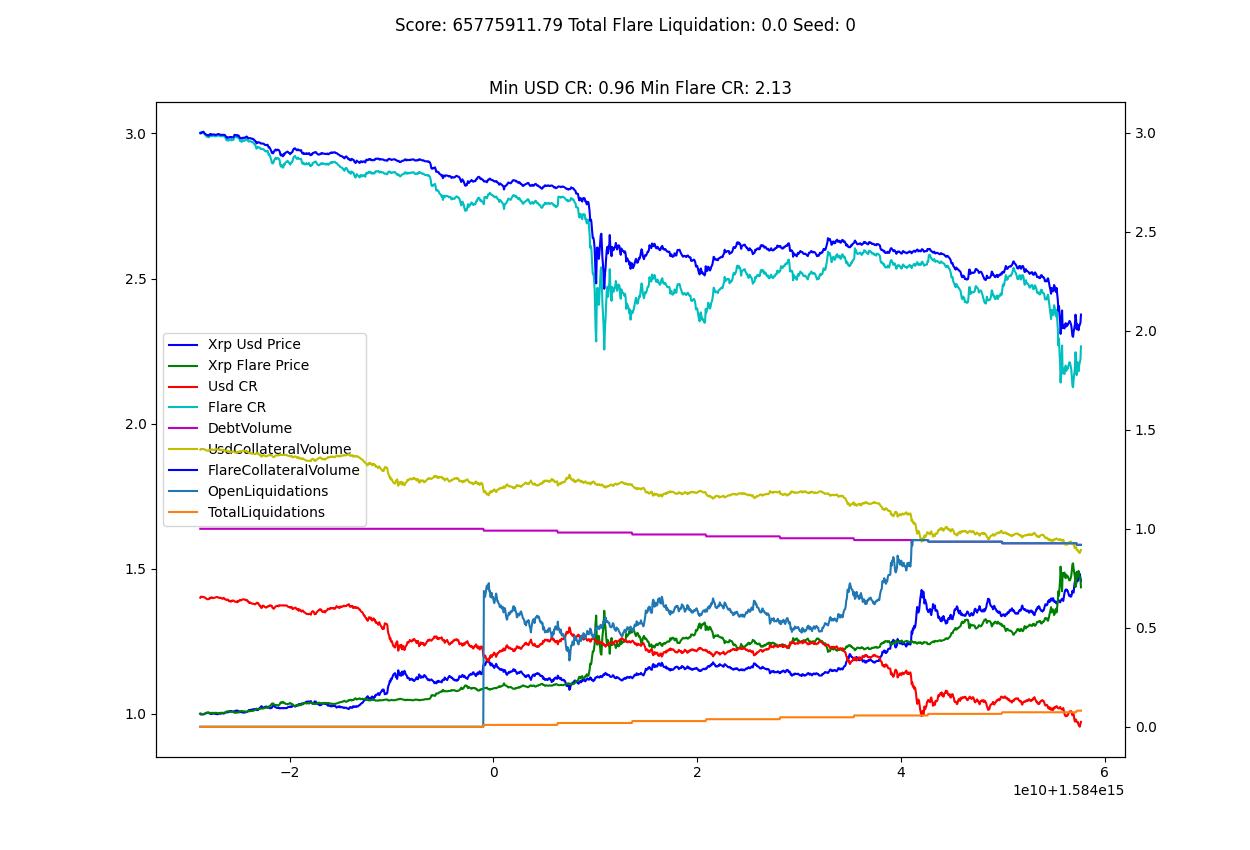 Score: 65775911.79 Total Flare Liquidation: 0.0 Seed: 0
Min USD CR: 0.96 Min Flare CR: 2.13
3.0
2.5
2.0
1.5
1.0
Xrp Usd Price
Xrp Flare Price
Usd CR
Flare CR
DebtVolume
UsdCollateralVolume
FlareCollateralVolume
OpenLiquidations
TotalLiquidations
3.0
2.5
2.0
1.5
1.0
0.5
0.0
−2 0 2 4 6
1e10+1.584e15